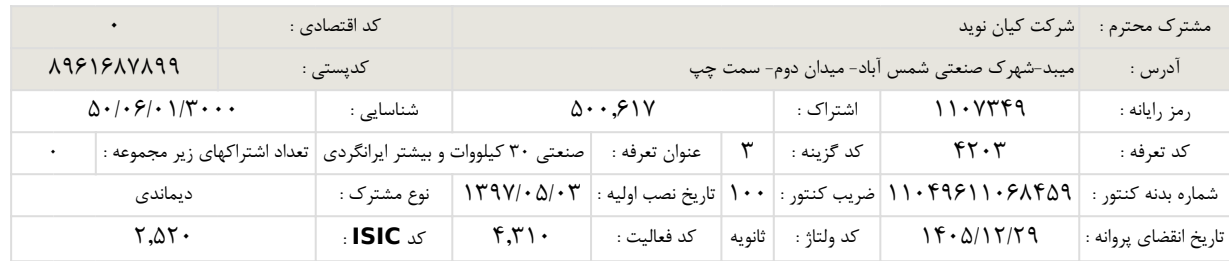 مشترک محترم : شرکت کیان نوید کد اقتصادی : ۰
آدرس : میبد-شهرک صنعتی شمس آباد- میدان دوم- سمت چپ کدپستی : ۸۹۶۱۶۸۷۸۹۹
رمز رایانه : ۱۱۰۷۳۴۹ اشتراک : ۵۰۰,۶۱۷ شناسایی : ۵۰/۰۶/۰۱/۳۰۰۰
کد تعرفه : ۴۲۰۳ کد گزینه : ۳ عنوان تعرفه : صنعتی ۳۰ کیلووات و بیشتر ایرانگردی تعداد اشتراکهای زیر مجموعه : ۰
شماره بدنه کنتور : ۱۱۰۴۹۶۱۱۰۶۸۴۵۹ ضریب کنتور : ۱۰۰ تاریخ نصب اولیه : ۱۳۹۷/۰۵/۰۳ نوع مشترک : دیماندی
تاریخ انقضای پروانه : ۱۴۰۵/۱۲/۲۹ کد ولتاژ : ثانویه کد فعالیت : ۴,۳۱۰ کد ISIC : ۲,۵۲۰